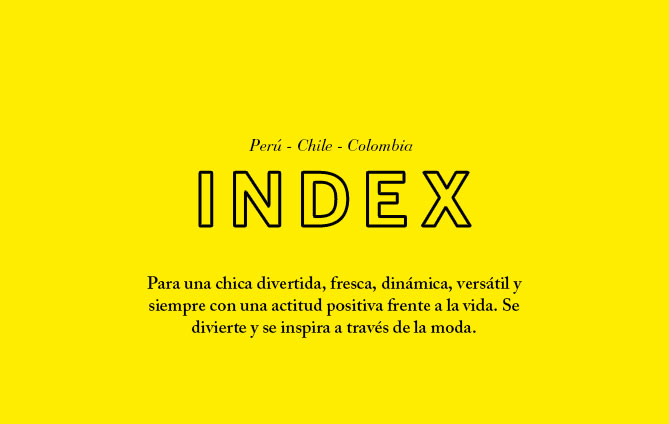 Perú - Chile - Colombia
INDEX
Para una chica divertida, fresca, dinámica, versátil y
siempre con una actitud positiva frente a la vida. Se
divierte y se inspira a través de la moda.